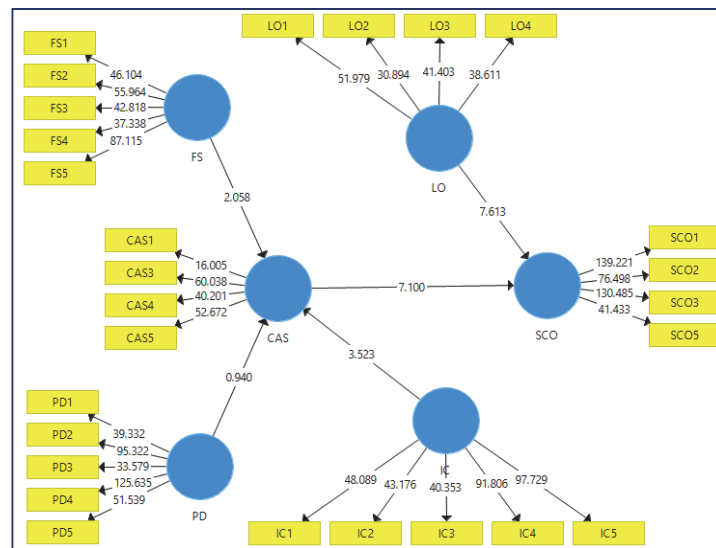 FS1
FS2
FS3
FS4
FS5
46.104
55.964
42.818
37.338
87.115
FS
LO1
LO2
LO3
LO4
51.979
30.894
41.403
38.611
LO
2.058
7.613
CAS1
CAS3
CAS4
CAS5
16.005
60.038
40.201
52.672
CAS
7.100
SCO1
SCO2
SCO3
SCO5
139.221
76.498
130.485
41.433
SCO
0.940
3.523
PD1
PD2
PD3
PD4
PD5
39.332
95.322
33.579
125.635
51.539
PD
IC
48.089
43.176
40.353
91.806
97.729
IC1
IC2
IC3
IC4
IC5